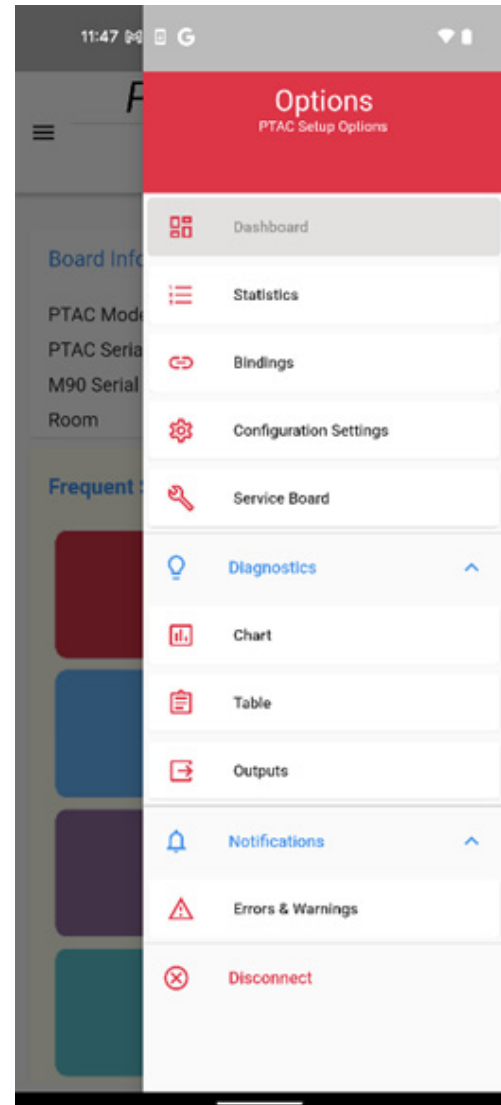 11:47
G
P
Options
PTAC Setup Options
Dashboard
Board Info
Statistics
PTAC Mode
PTAC Seria
Bindings
M90 Serial
Room
Configuration Settings
Frequent S
Service Board
Diagnostics
Chart
Table
Outputs
Notifications
Errors & Warnings
Disconnect